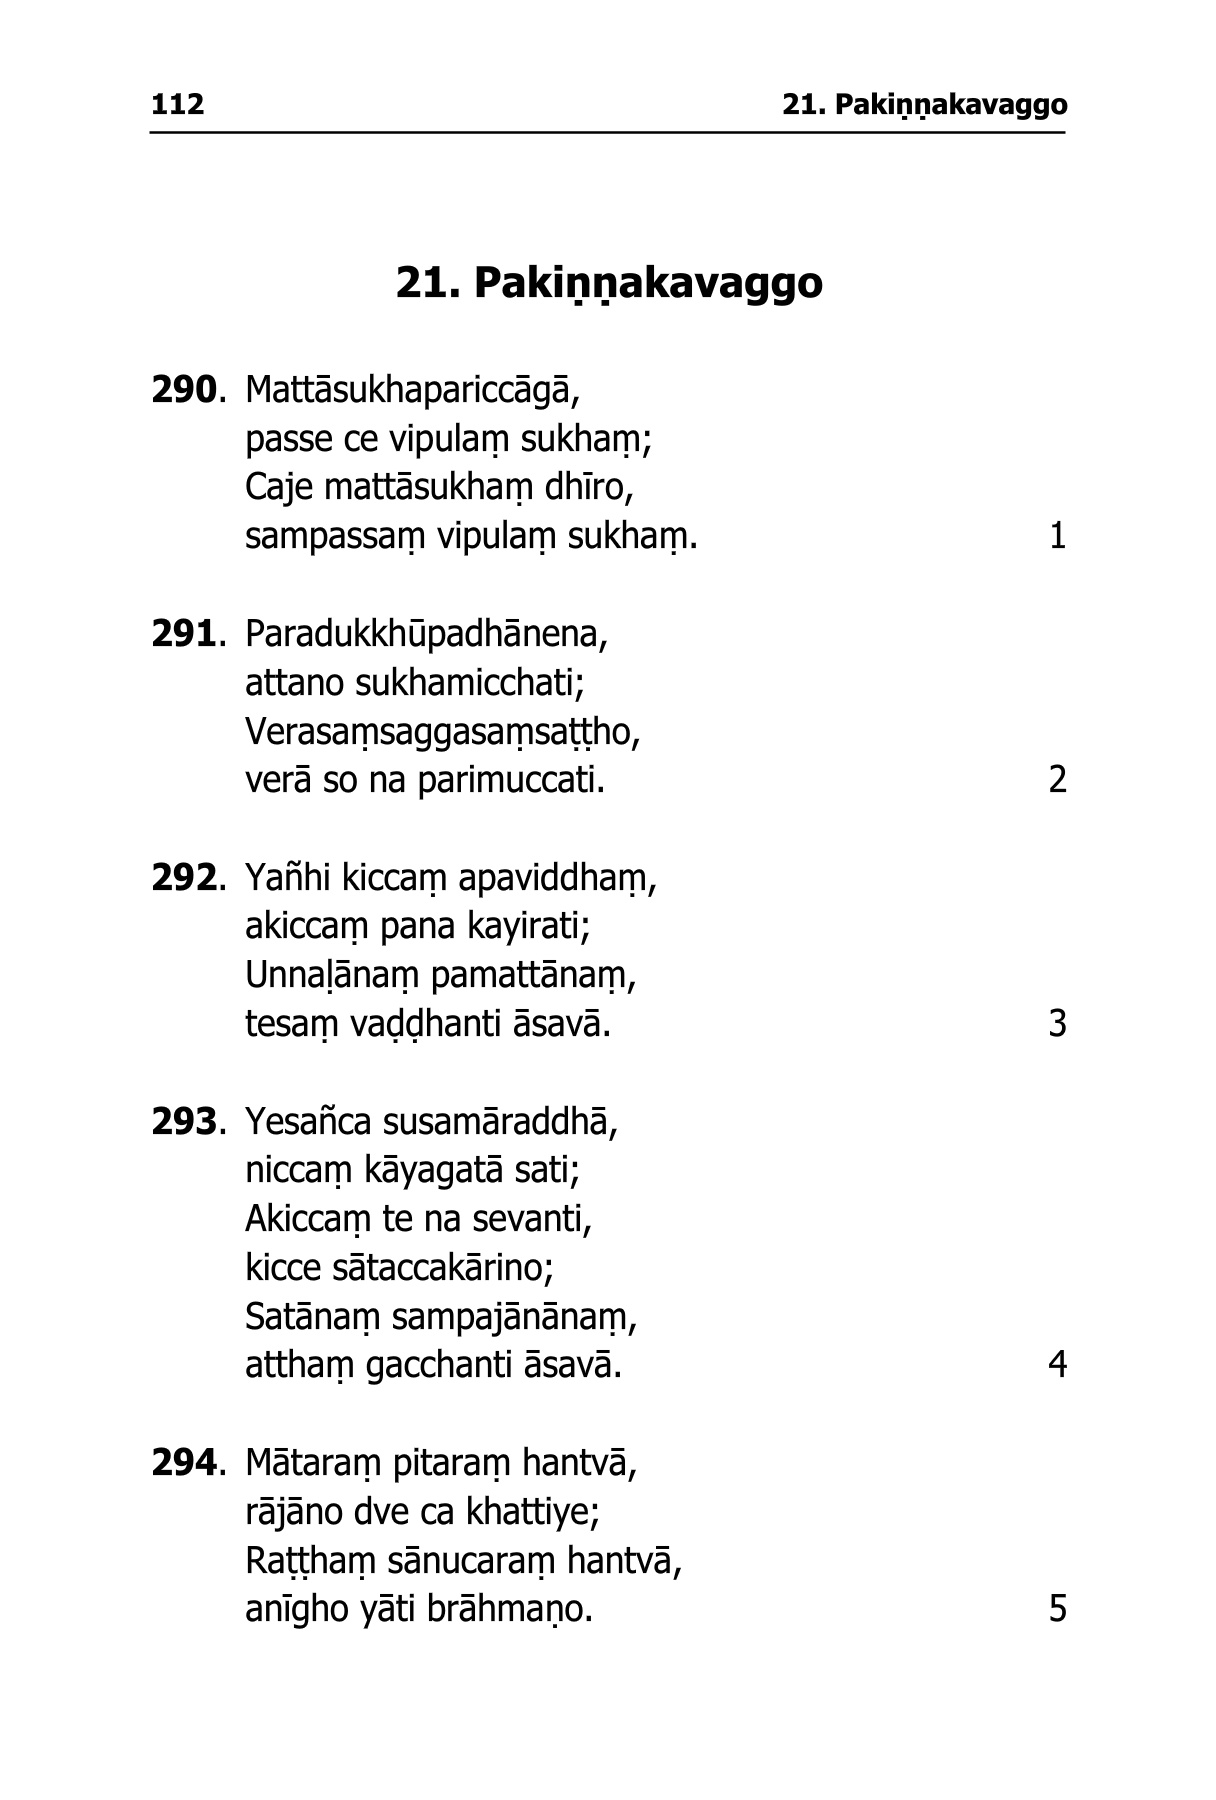 112 21. Pakiṇṇakavaggo
21. Pakiṇṇakavaggo
290. Mattāsukhapariccāgā,
passe ce vipulaṃ sukhaṃ;
Caje mattāsukhaṃ dhīro,
sampassaṃ vipulaṃ sukhaṃ. 1
291. Paradukkhūpadhānena,
attano sukhamicchati;
Verasaṃsaggasaṃsaṭṭho,
verā so na parimuccati. 2
292. Yañhi kiccaṃ apaviddhaṃ,
akiccaṃ pana kayirati;
Unnaḷānaṃ pamattānaṃ,
tesaṃ vaḍḍhanti āsavā. 3
293. Yesañca susamāraddhā,
niccaṃ kāyagatā sati;
Akiccaṃ te na sevanti,
kicce sātaccakārino;
Satānaṃ sampajānānaṃ,
atthaṃ gacchanti āsavā. 4
294. Mātaraṃ pitaraṃ hantvā,
rājāno dve ca khattiye;
Raṭṭhaṃ sānucaraṃ hantvā,
anīgho yāti brāhmaṇo. 5